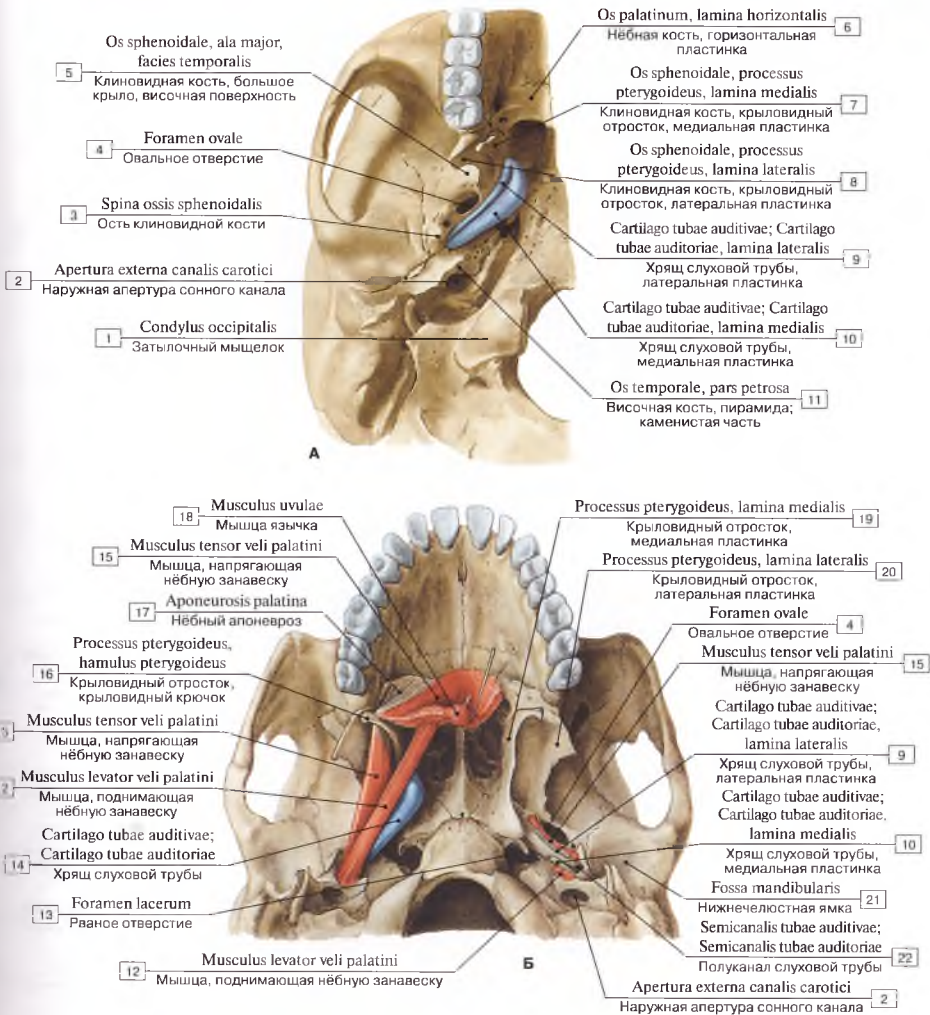 Os sphenoidale, ala major,
facies temporalis
5
Клиновидная кость, большое
крыло, височная поверхность
Foramen ovale
4
Овальное отверстие
Spina ossis sphenoidalis
3
Ость клиновидной кости
Apertura externa canalis carotici
2
Наружная апертура сонного канала
Condylus occipitalis
1
Затылочный мыщелок
Os palatinum, lamina horizontalis
6
Нёбная кость, горизонтальная
пластинка
Os sphenoidale, processus
pterygoideus, lamina medialis
7
Клиновидная кость, крыловидный
отросток, медиальная пластинка
Os sphenoidale, processus
pterygoideus, lamina lateralis
8
Клиновидная кость, крыловидный
отросток, латеральная пластинка
Cartilago tubae auditivae; Cartilago
tubae auditoriae, lamina lateralis
9
Хрящ слуховой трубы,
латеральная пластинка
Cartilago tubae auditivae; Cartilago
tubae auditoriae, lamina medialis
10
Хрящ слуховой трубы,
медиальная пластинка
Os temporale, pars petrosa
11
Височная кость, пирамида;
каменистая часть
А
Musculus uvulae
18
Мышца язычка
Musculus tensor veli palatini
15
Мышца, напрягающая
нёбную занавеску
Aponeurosis palatina
17
Нёбный апоневроз
Processus pterygoideus,
hamulus pterygoideus
16
Крыловидный отросток,
крыловидный крючок
Musculus tensor veli palatini
Мышца, напрягающая
нёбную занавеску
Musculus levator veli palatini
2
Мышца, поднимающая
нёбную занавеску
Cartilago tubae auditivae;
Cartilago tubae auditoriae
14
Хрящ слуховой трубы
Foramen lacerum
13
Рваное отверстие
Musculus levator veli palatini
12
Мышца, поднимающая нёбную занавеску
Processus pterygoideus, lamina medialis
19
Крыловидный отросток,
медиальная пластинка
Processus pterygoideus, lamina lateralis
20
Крыловидный отросток,
латеральная пластинка
Foramen ovale
4
Овальное отверстие
Musculus tensor veli palatini
15
Мышца, напрягающая
нёбную занавеску
Cartilago tubae auditivae;
Cartilago tubae auditoriae,
lamina lateralis
9
Хрящ слуховой трубы,
латеральная пластинка
Cartilago tubae auditivae;
Cartilago tubae auditoriae,
lamina medialis
10
Хрящ слуховой трубы,
медиальная пластинка
Fossa mandibularis
21
Нижнечелюстная ямка
Semicanalis tubae auditivae;
Semicanalis tubae auditoriae
22
Полуканал слуховой трубы
Apertura externa canalis carotici
2
Наружная апертура сонного канала
Б